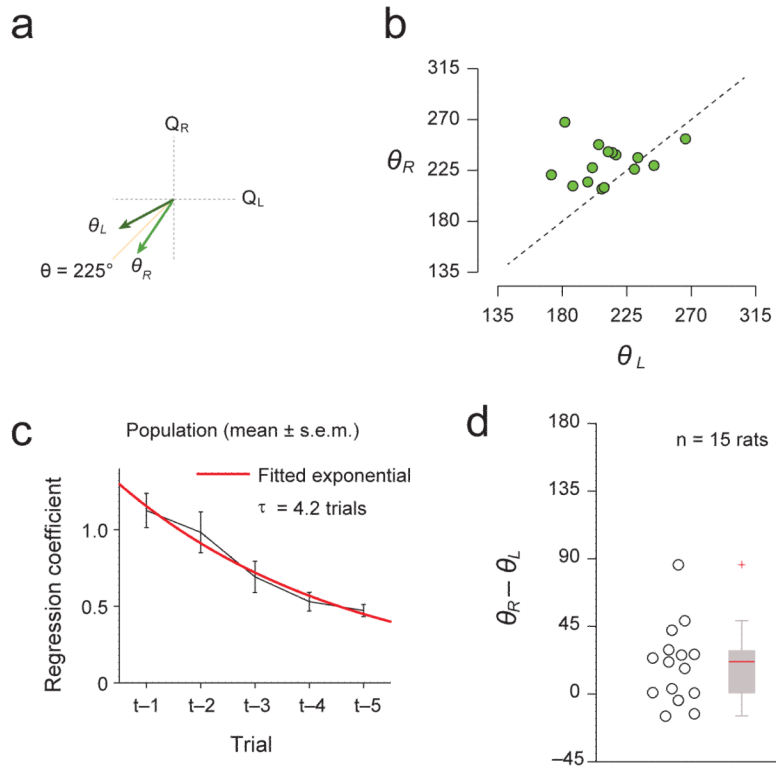 a
Q_R
Q_L
θ_L
θ_R
θ = 225°
b
315
270
225
180
135
θ_R
135 180 225 270 315
θ_L
c
Population (mean ± s.e.m.)
Fitted exponential
τ = 4.2 trials
1.0
0.5
0
Regression coefficient
t–1 t–2 t–3 t–4 t–5
Trial
d
n = 15 rats
180
135
90
45
0
–45
θ_R – θ_L